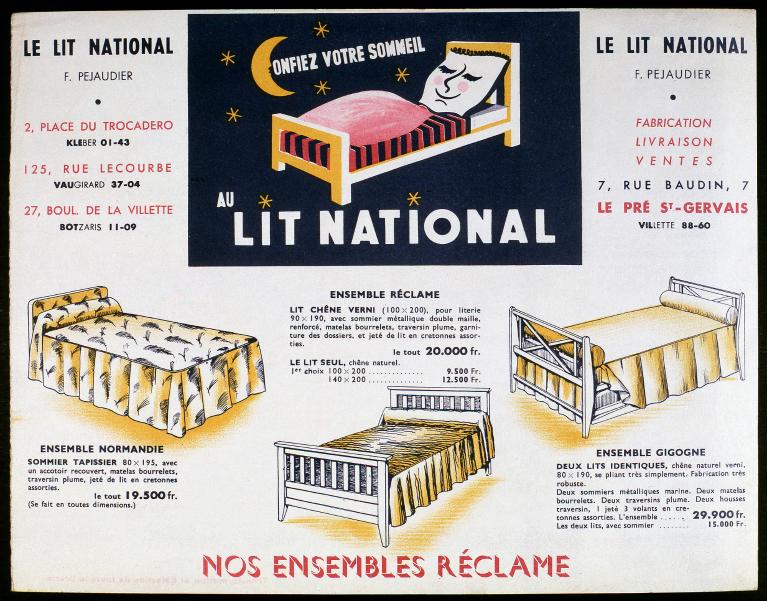 LE LIT NATIONAL
F. PEJAUDIER
2, PLACE DU TROCADERO
KLÉBER 01-43
125, RUE LECOURBE
VAUGIRARD 37-04
27, BOUL. DE LA VILLETTE
BOTZARIS 11-09
CONFIEZ VOTRE SOMMEIL
AU
LIT NATIONAL
LE LIT NATIONAL
F. PEJAUDIER
FABRICATION
LIVRAISON
VENTES
7, RUE BAUDIN, 7
LE PRÉ ST-GERVAIS
VILLETTE 88-60
ENSEMBLE RÉCLAME
LIT CHÊNE VERNI (100 × 200), pour literie
90 × 190, avec sommier métallique double maille,
renforcé, matelas bourrelets, traversin plume, garni-
ture des dossiers, et jeté de lit en cretonnes assor-
ties.
le tout 20.000 fr.
LE LIT SEUL, chêne naturel.
1er choix 100 × 200 .............. 9.500 Fr.
140 × 200 .............. 12.500 Fr.
ENSEMBLE NORMANDIE
SOMMIER TAPISSIER 80 × 195, avec
un accotoir recouvert, matelas bourrelets,
traversin plume, jeté de lit en cretonnes
assorties.
le tout 19.500 fr.
(Se fait en toutes dimensions.)
ENSEMBLE GIGOGNE
DEUX LITS IDENTIQUES, chêne naturel verni,
80 × 190, se pliant très simplement. Fabrication très
robuste.
Deux sommiers métalliques marine. Deux matelas
bourrelets. Deux traversins plume. Deux housses
traversin, 1 jeté 3 volants en cre-
tonnes assorties. L'ensemble ...... 29.900 fr.
Les deux lits, avec sommier ........ 15.000 Fr.
NOS ENSEMBLES RÉCLAME